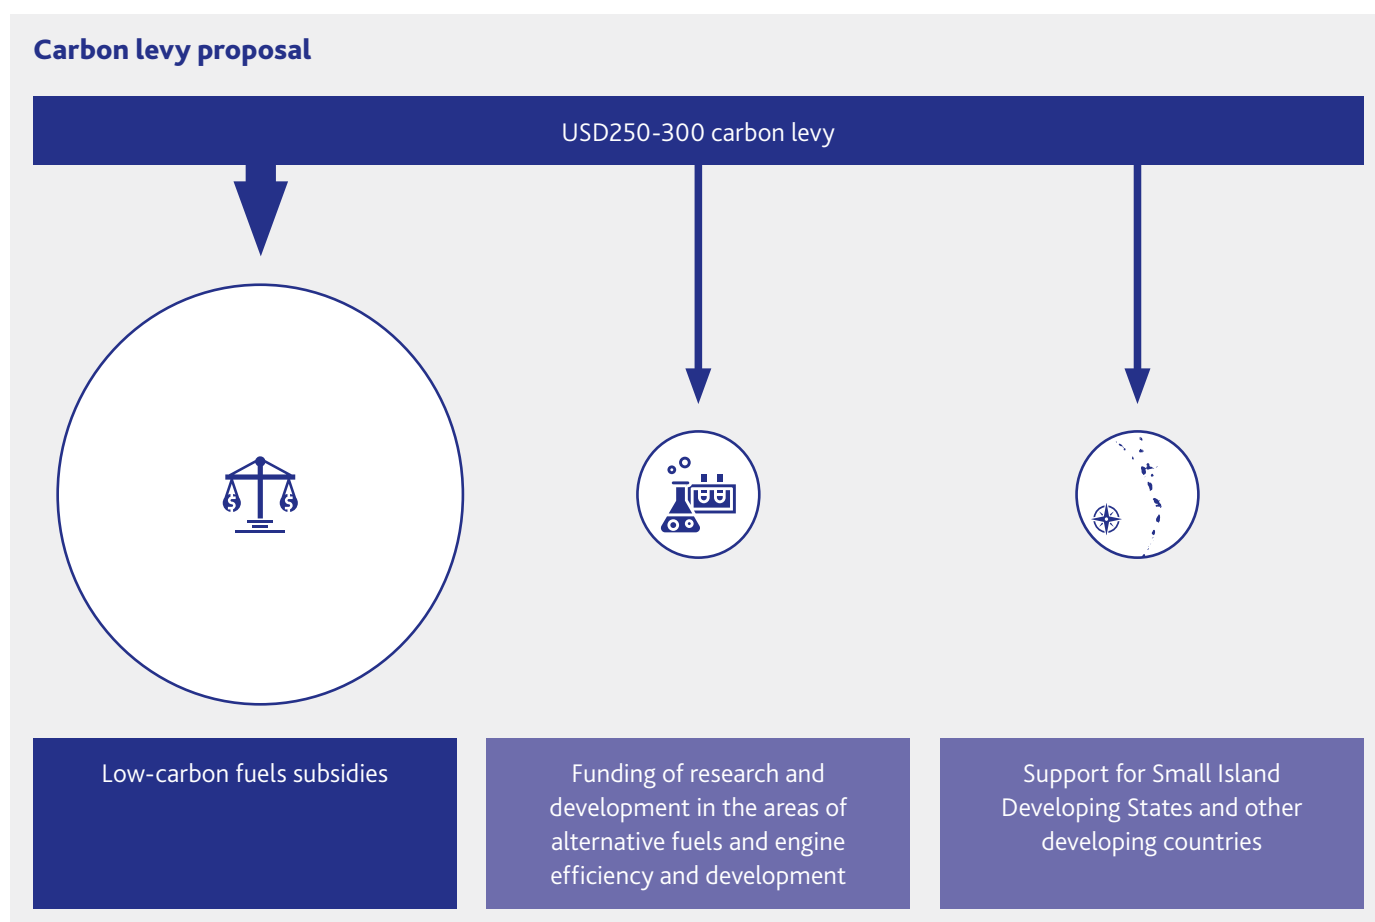 Carbon levy proposal
USD250-300 carbon levy
$ $
Low-carbon fuels subsidies
Funding of research and
development in the areas of
alternative fuels and engine
efficiency and development
Support for Small Island
Developing States and other
developing countries